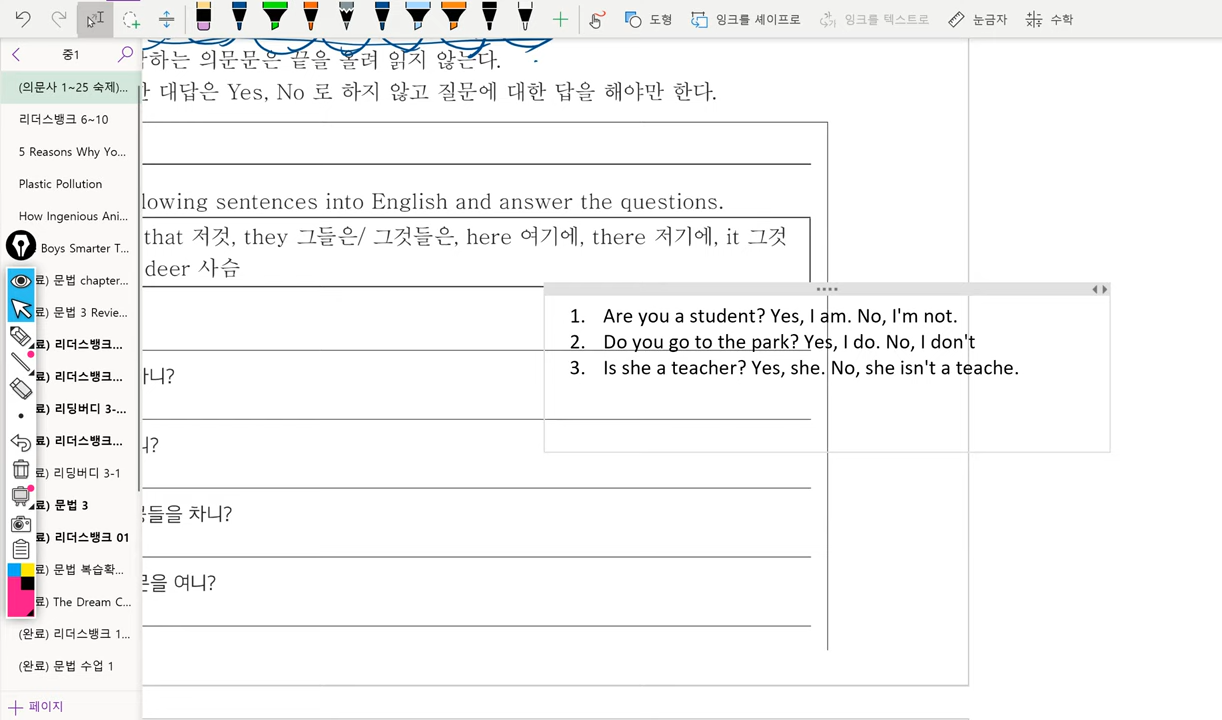 도형
잉크를 셰이프로
잉크를 텍스트로
눈금자
수학
중1
(의문사 1~25 숙제)...
리더스뱅크 6~10
5 Reasons Why Yo...
Plastic Pollution
How Ingenious Ani...
Boys Smarter T...
료) 문법 chapter...
료) 문법 3 Revie...
료) 리더스뱅크...
료) 리더스뱅크...
료) 리딩버디 3-...
료) 리더스뱅크...
료) 리딩버디 3-1
료) 문법 3
료) 리더스뱅크 01
료) 문법 복습확...
료) The Dream C...
(완료) 리더스뱅크 1...
(완료) 문법 수업 1
페이지
하는 의문문은 끝을 올려 읽지 않는다.
대답은 Yes, No 로 하지 않고 질문에 대한 답을 해야만 한다.
lowing sentences into English and answer the questions.
that 저것, they 그들은/ 그것들은, here 여기에, there 저기에, it 그것
deer 사슴
1. Are you a student? Yes, I am. No, I'm not.
2. Do you go to the park? Yes, I do. No, I don't
3. Is she a teacher? Yes, she. No, she isn't a teache.
니?
니?
들을 차니?
을 여니?